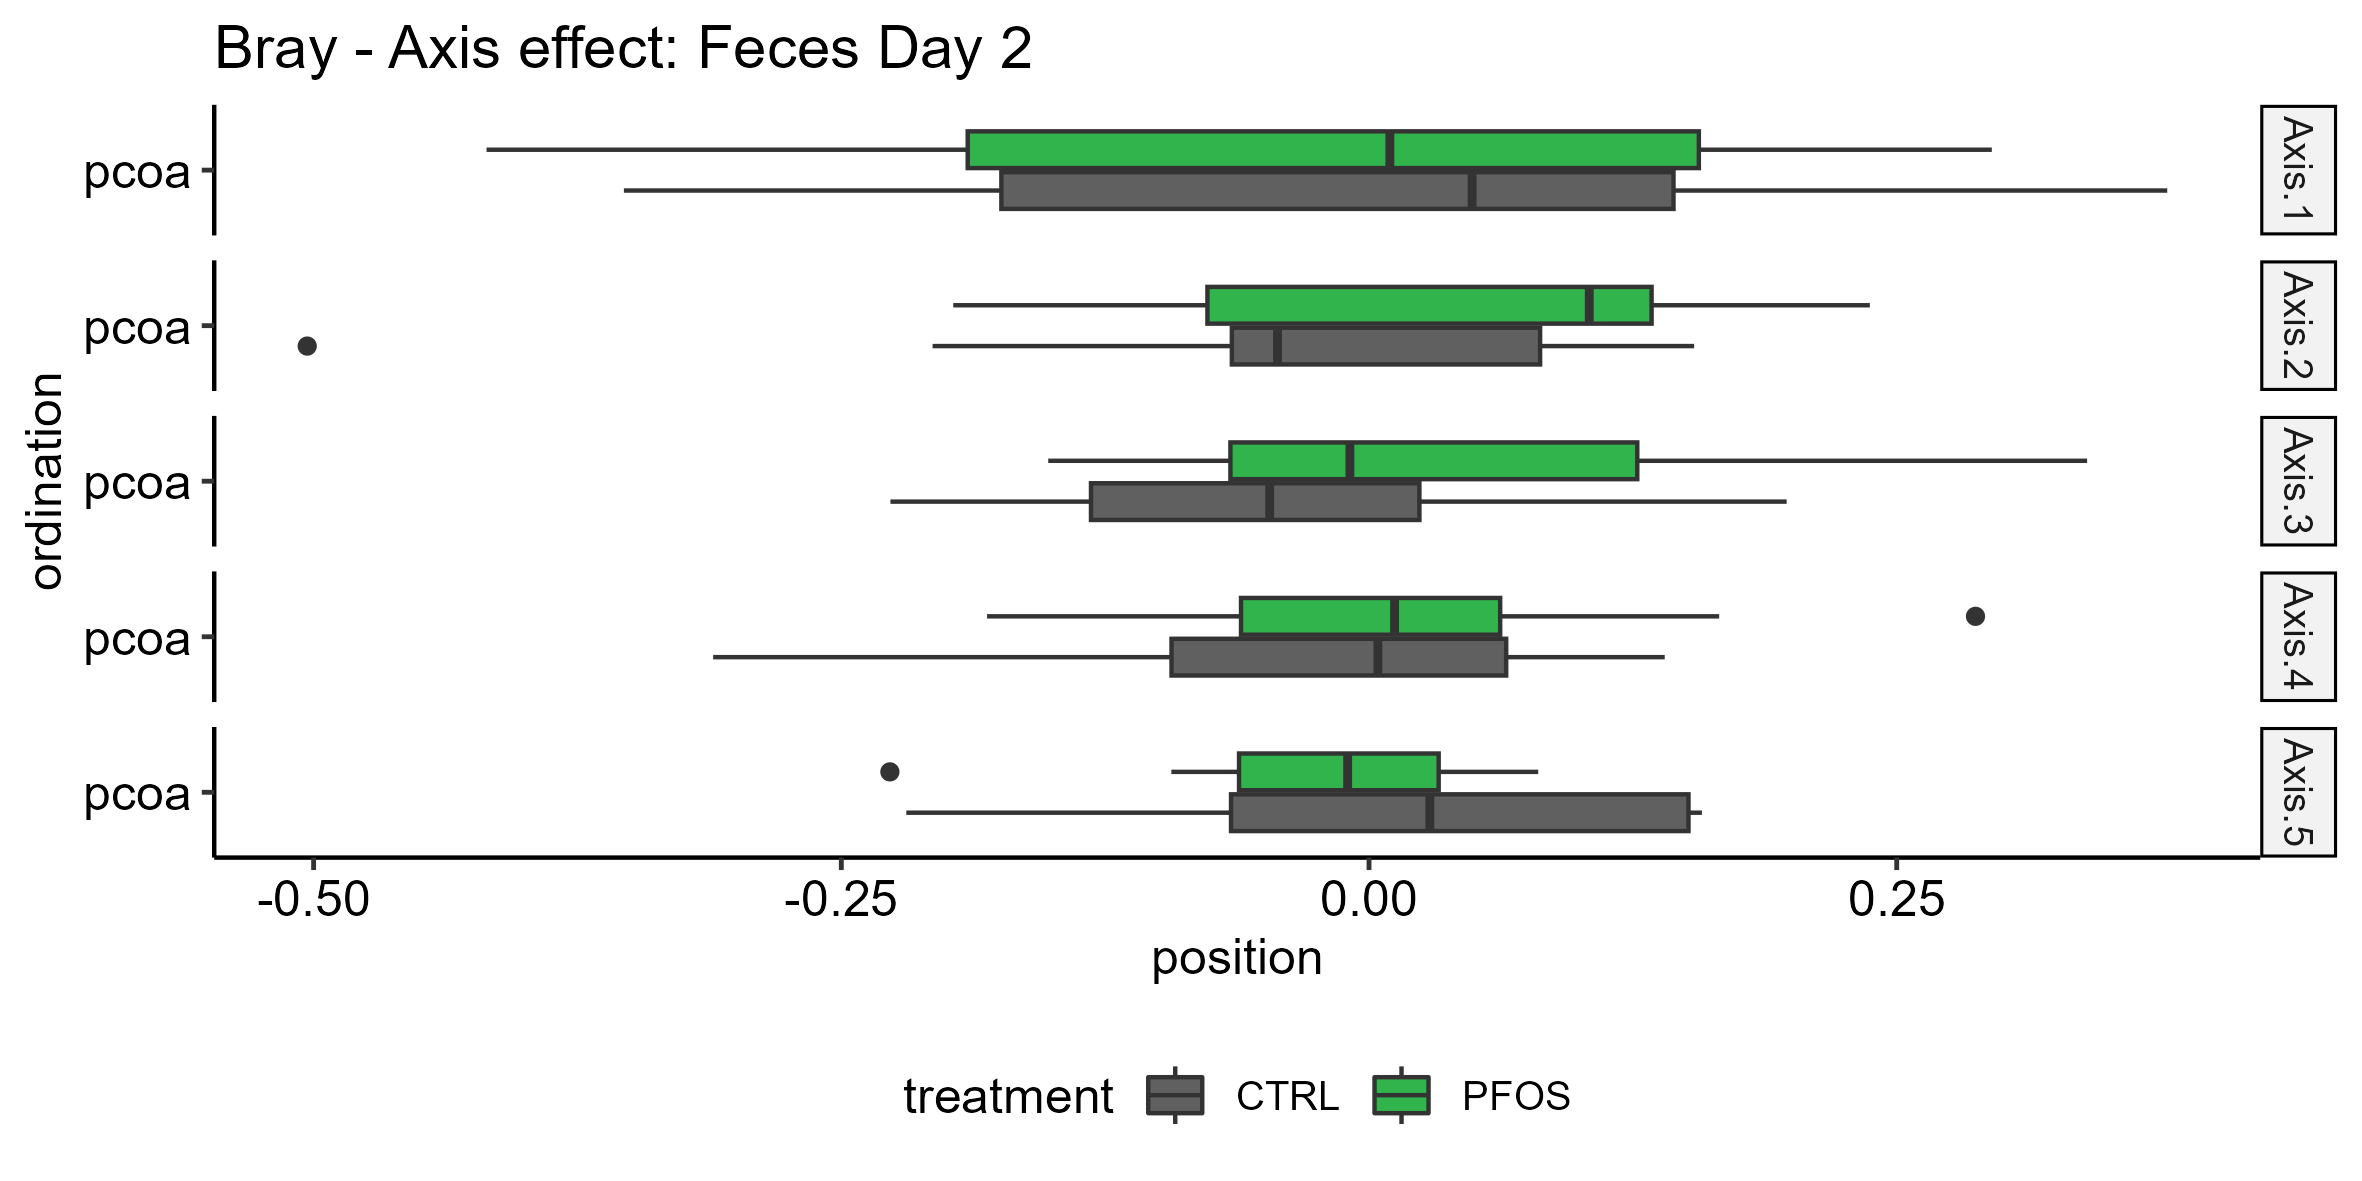 Bray - Axis effect: Feces Day 2
ordination
pcoa
Axis.1
pcoa
Axis.2
pcoa
Axis.3
pcoa
Axis.4
pcoa
Axis.5
-0.50 -0.25 0.00 0.25
position
treatment CTRL PFOS